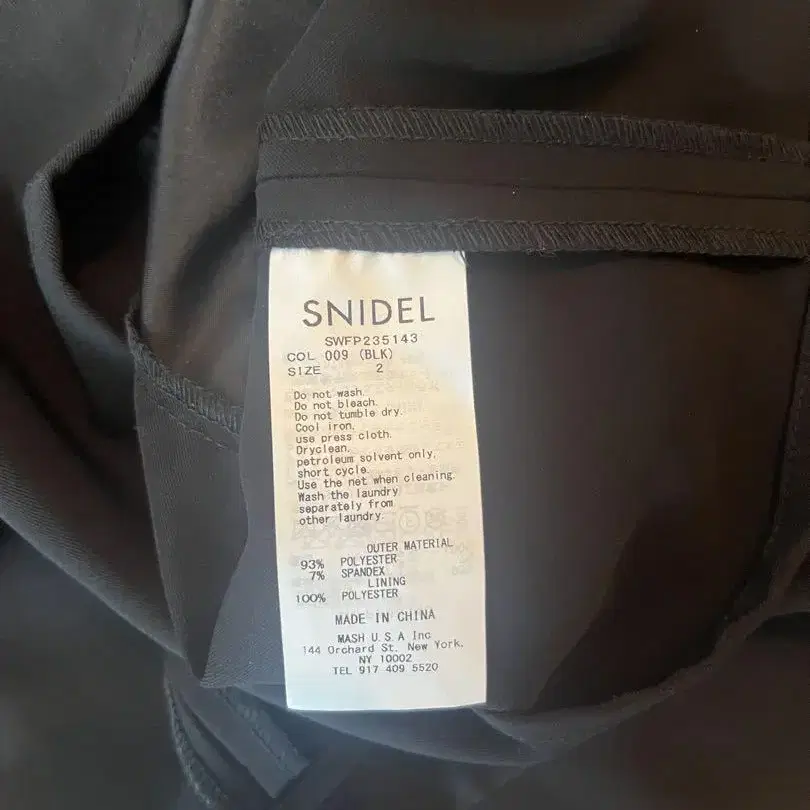 SNIDEL
SWFP235143
COL 009 (BLK)
SIZE 2
Do not wash.
Do not bleach.
Do not tumble dry.
Cool iron.
use press cloth.
Dryclean.
petroleum solvent only,
short cycle.
Use the net when cleaning.
Wash the laundry
separately from
other laundry.
OUTER MATERIAL
93% POLYESTER
7% SPANDEX
LINING
100% POLYESTER
MADE IN CHINA
MASH U.S.A Inc
144 Orchard St. New York.
NY 10002
TEL 917 409 5520